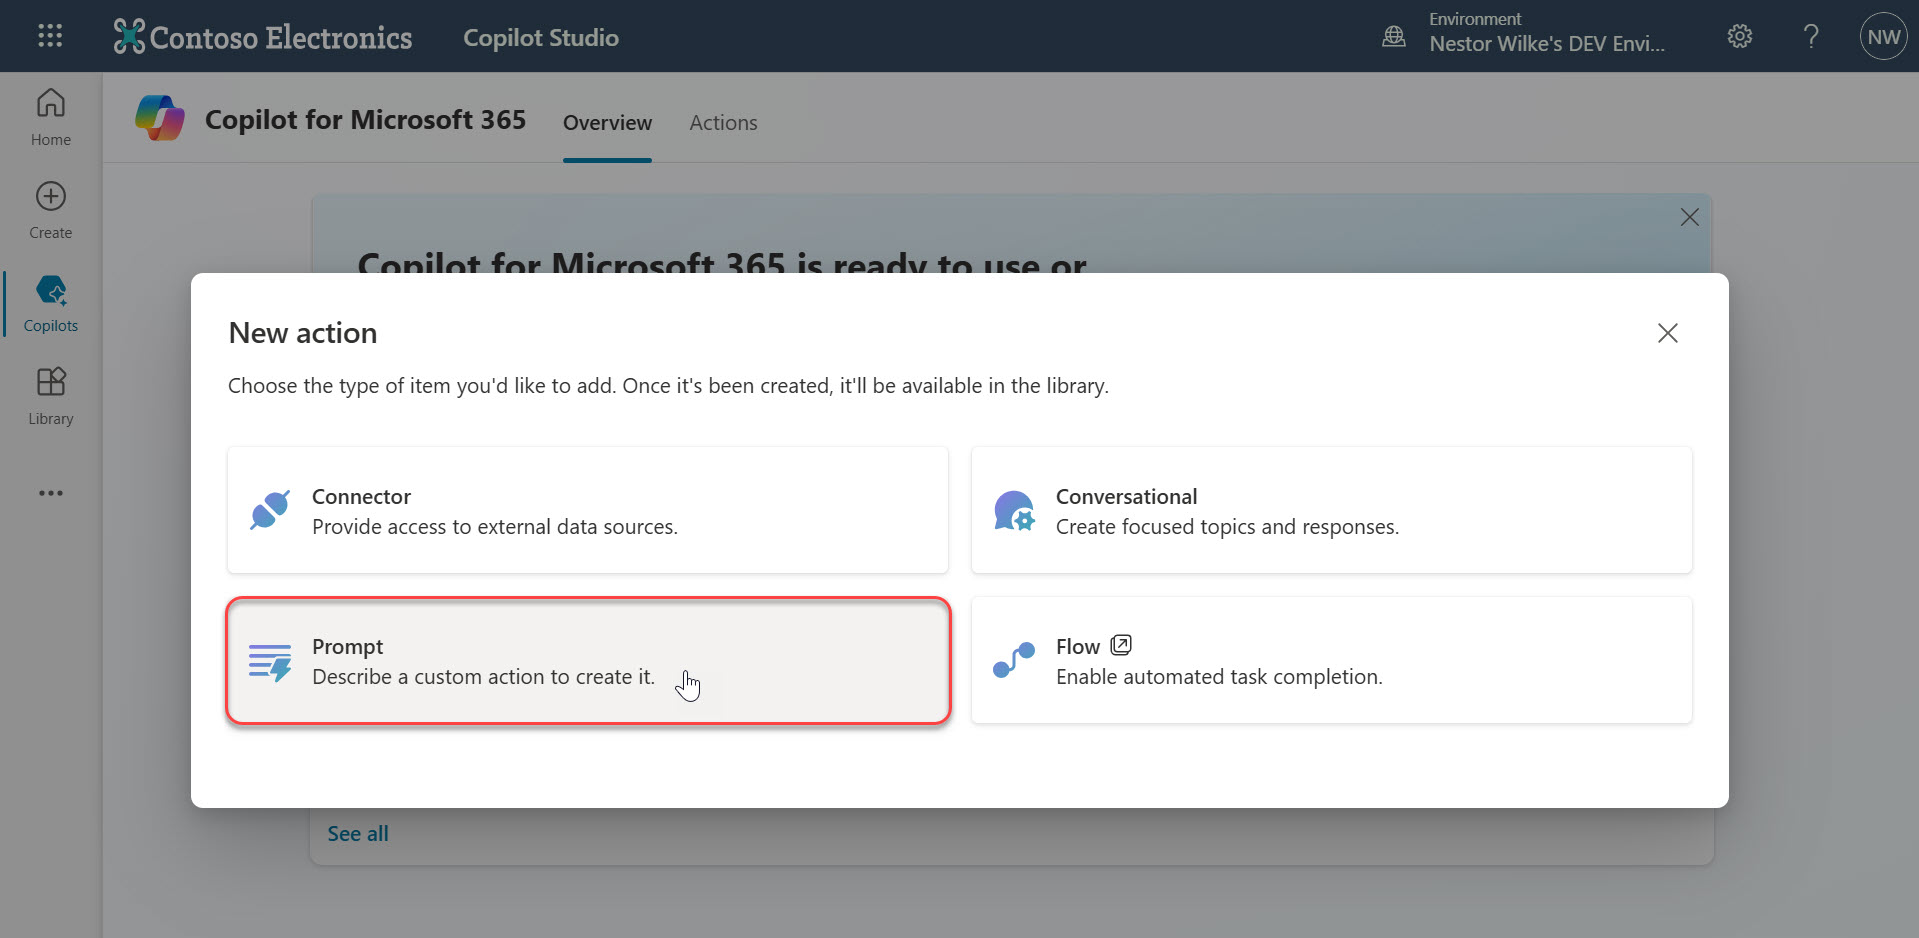 Contoso Electronics
Copilot Studio
Environment
Nestor Wilke's DEV Envi...
NW
Home
Create
Copilots
Library
Copilot for Microsoft 365
Overview
Actions
Copilot for Microsoft 365 is ready to use or
New action
Choose the type of item you'd like to add. Once it's been created, it'll be available in the library.
Connector
Provide access to external data sources.
Conversational
Create focused topics and responses.
Prompt
Describe a custom action to create it.
Flow
Enable automated task completion.
See all